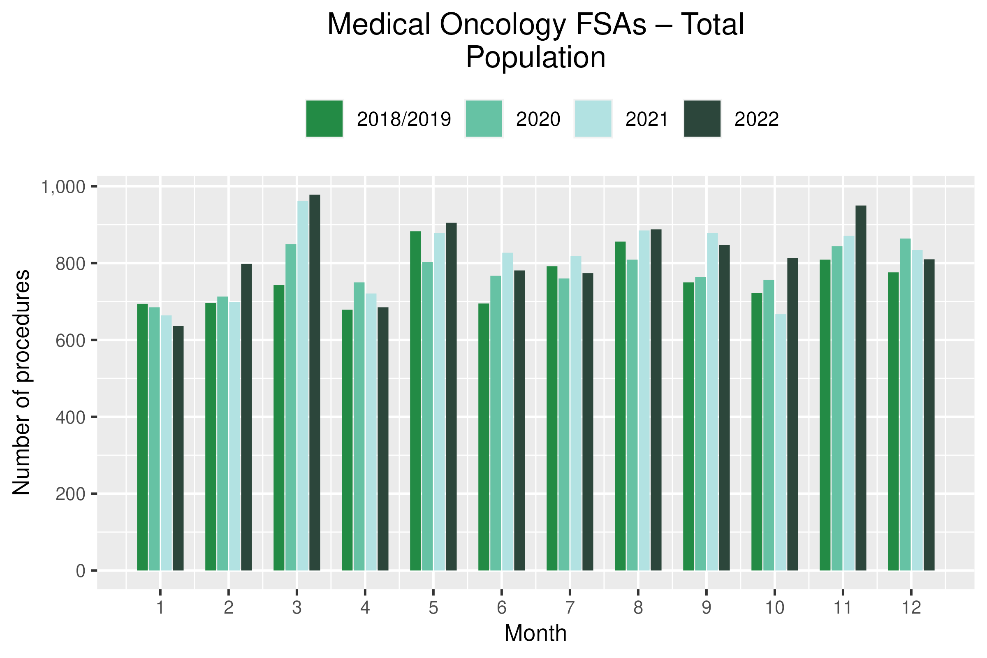 Medical Oncology FSAs – Total
Population
2018/2019 2020 2021 2022
1,000
800
600
400
200
0
Number of procedures
1 2 3 4 5 6 7 8 9 10 11 12
Month